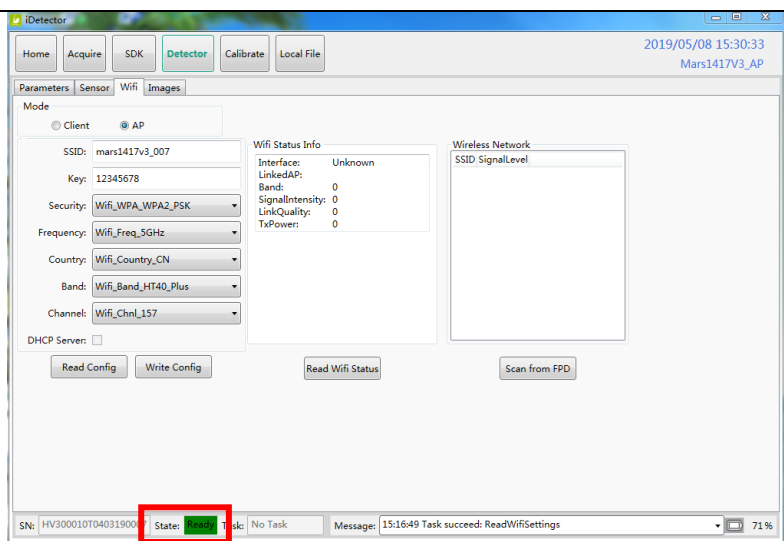 iDetector
Home Acquire SDK Detector Calibrate Local File
2019/05/08 15:30:33
Mars1417V3_AP
Parameters Sensor Wifi Images
Mode
Client AP
SSID: mars1417v3_007
Key: 12345678
Security: Wifi_WPA_WPA2_PSK
Frequency: Wifi_Freq_5GHz
Country: Wifi_Country_CN
Band: Wifi_Band_HT40_Plus
Channel: Wifi_Chnl_157
DHCP Server:
Read Config Write Config
Wifi Status Info
Interface: Unknown
LinkedAP:
Band: 0
SignalIntensity: 0
LinkQuality: 0
TxPower: 0
Read Wifi Status
Wireless Network
SSID SignalLevel
Scan from FPD
SN: State: Ready No Task Message: 15:16:49 Task succeed: ReadWifiSettings 71%